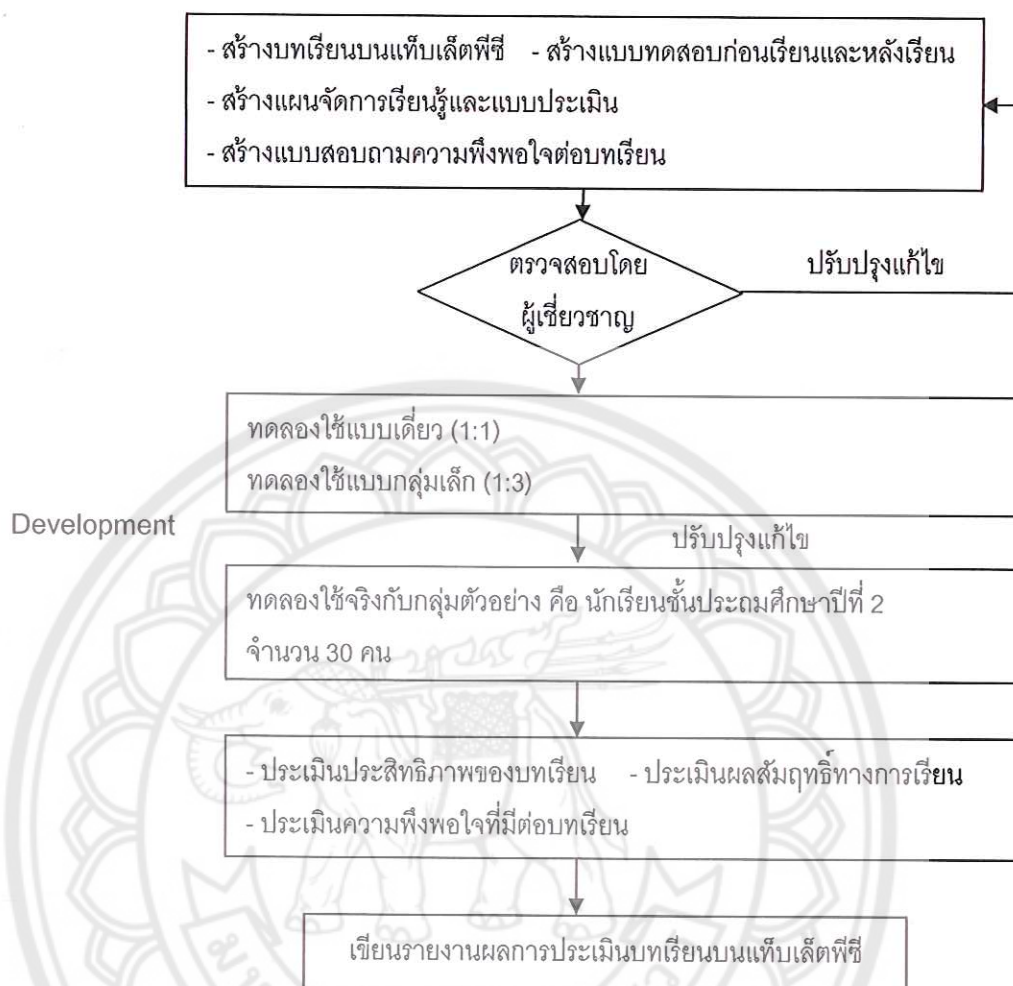 - สร้างบทเรียนบนแท็บเล็ตพีซี - สร้างแบบทดสอบก่อนเรียนและหลังเรียน
- สร้างแผนจัดการเรียนรู้และแบบประเมิน
- สร้างแบบสอบถามความพึงพอใจต่อบทเรียน
ตรวจสอบโดย
ผู้เชี่ยวชาญ
ปรับปรุงแก้ไข
ทดลองใช้แบบเดี่ยว (1:1)
ทดลองใช้แบบกลุ่มเล็ก (1:3)
Development
ปรับปรุงแก้ไข
ทดลองใช้จริงกับกลุ่มตัวอย่าง คือ นักเรียนชั้นประถมศึกษาปีที่ 2
จำนวน 30 คน
- ประเมินประสิทธิภาพของบทเรียน - ประเมินผลสัมฤทธิ์ทางการเรียน
- ประเมินความพึงพอใจที่มีต่อบทเรียน
เขียนรายงานผลการประเมินบทเรียนบนแท็บเล็ตพีซี